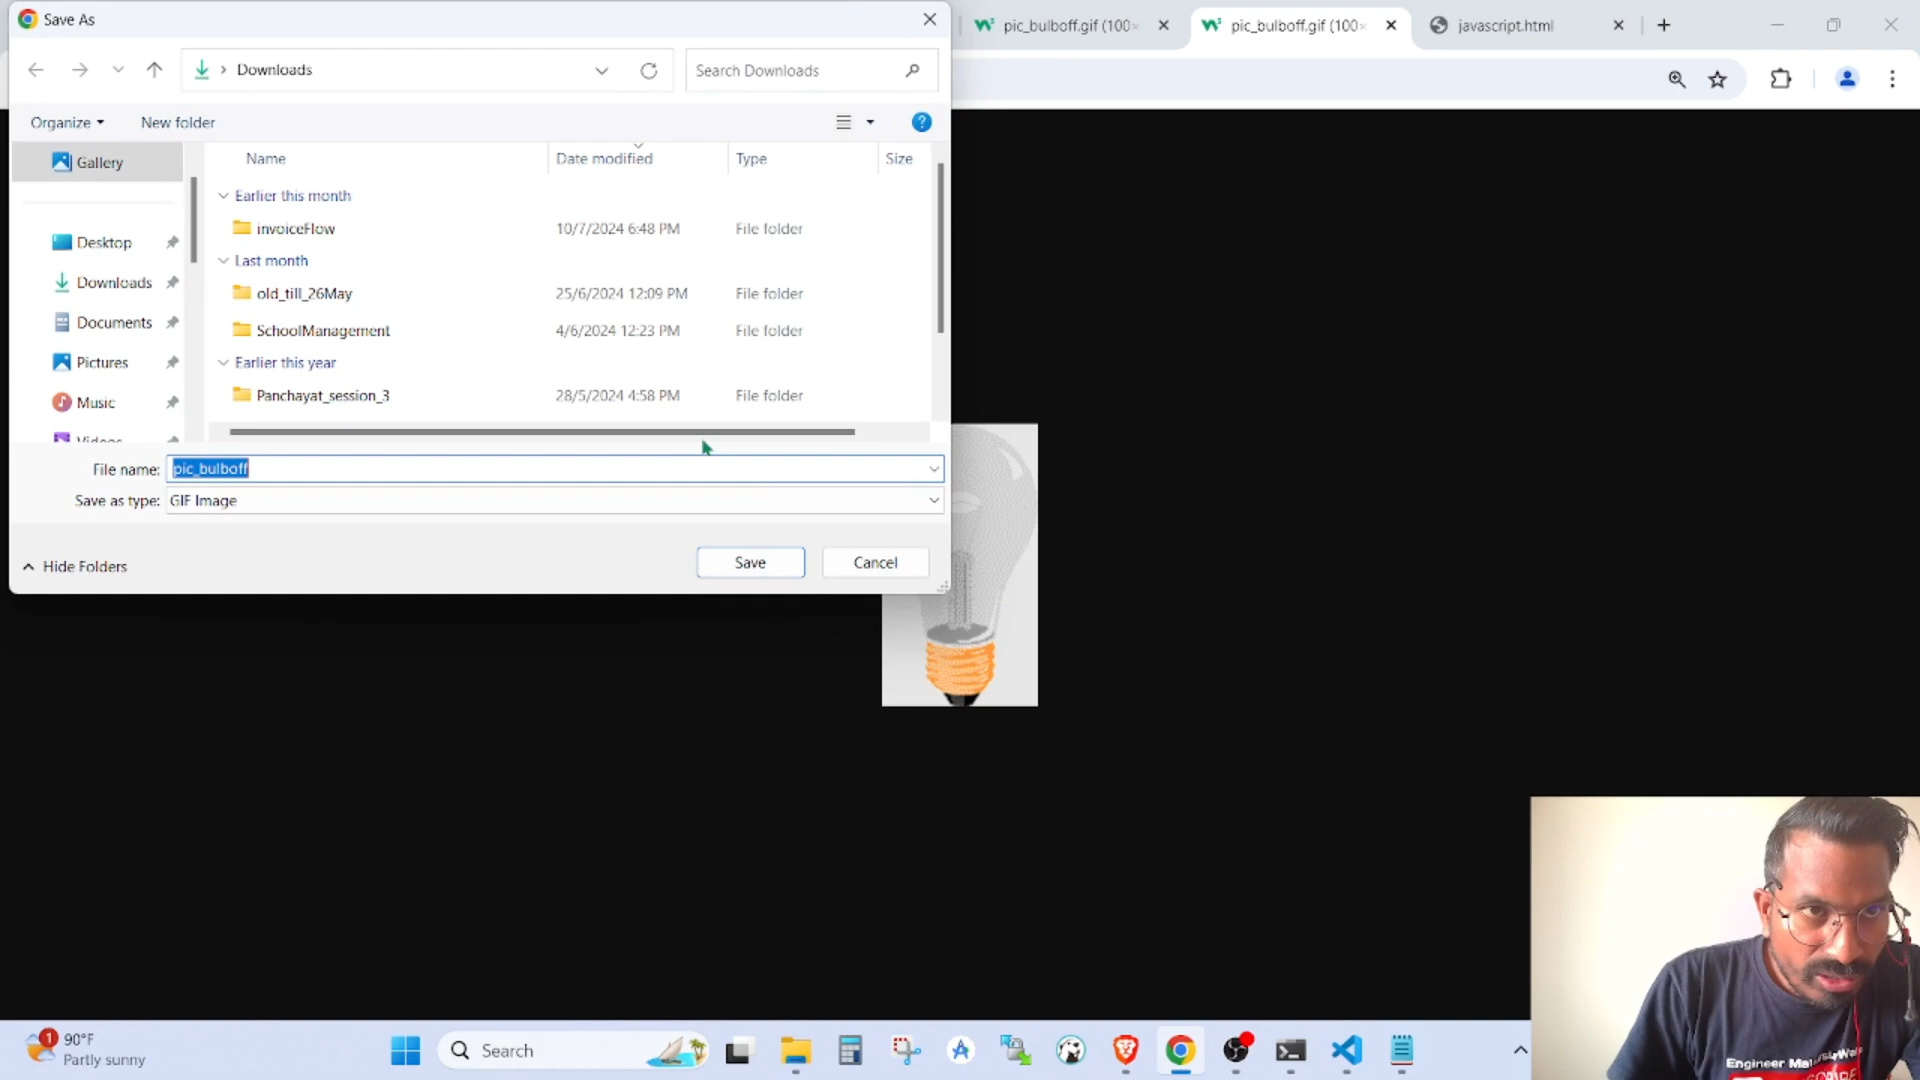 Save As
pic_bulboff.gif (100×
pic_bulboff.gif (100×
javascript.html
Downloads
Search Downloads
Organize
New folder
Gallery
Desktop
Downloads
Documents
Pictures
Music
Videos
Name
Date modified
Type
Size
Earlier this month
invoiceFlow
10/7/2024 6:48 PM
File folder
Last month
old_till_26May
25/6/2024 12:09 PM
File folder
SchoolManagement
4/6/2024 12:23 PM
File folder
Earlier this year
Panchayat_session_3
28/5/2024 4:58 PM
File folder
File name: pic_bulboff
Save as type: GIF Image
Hide Folders
Save
Cancel
1
90°F
Partly sunny
Search
Engineer